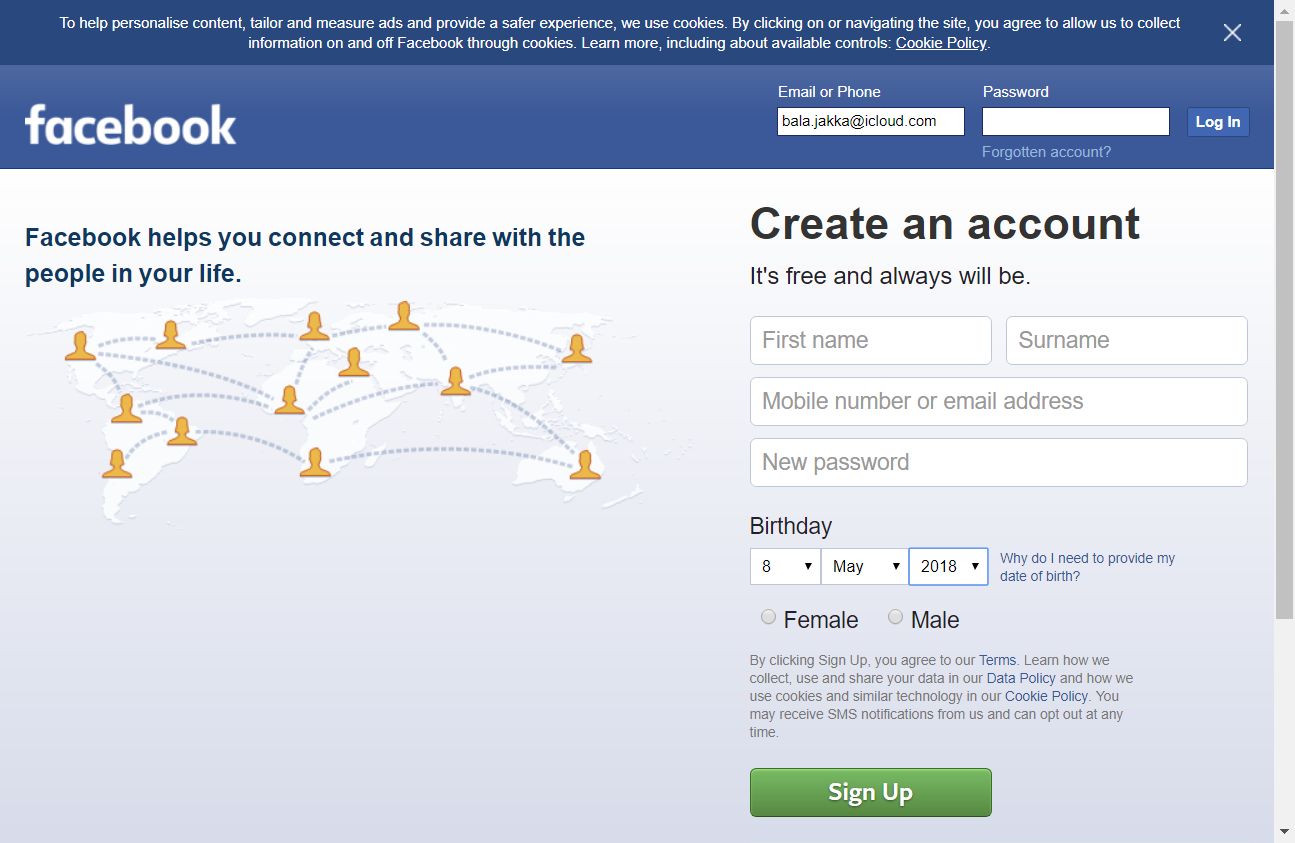 To help personalise content, tailor and measure ads and provide a safer experience, we use cookies. By clicking on or navigating the site, you agree to allow us to collect
information on and off Facebook through cookies. Learn more, including about available controls: Cookie Policy.
facebook
Email or Phone
Password
bala.jakka@icloud.com
Log In
Forgotten account?
Facebook helps you connect and share with the
people in your life.
Create an account
It's free and always will be.
First name
Surname
Mobile number or email address
New password
Birthday
8
May
2018
Why do I need to provide my
date of birth?
Female
Male
By clicking Sign Up, you agree to our Terms. Learn how we
collect, use and share your data in our Data Policy and how we
use cookies and similar technology in our Cookie Policy. You
may receive SMS notifications from us and can opt out at any
time.
Sign Up